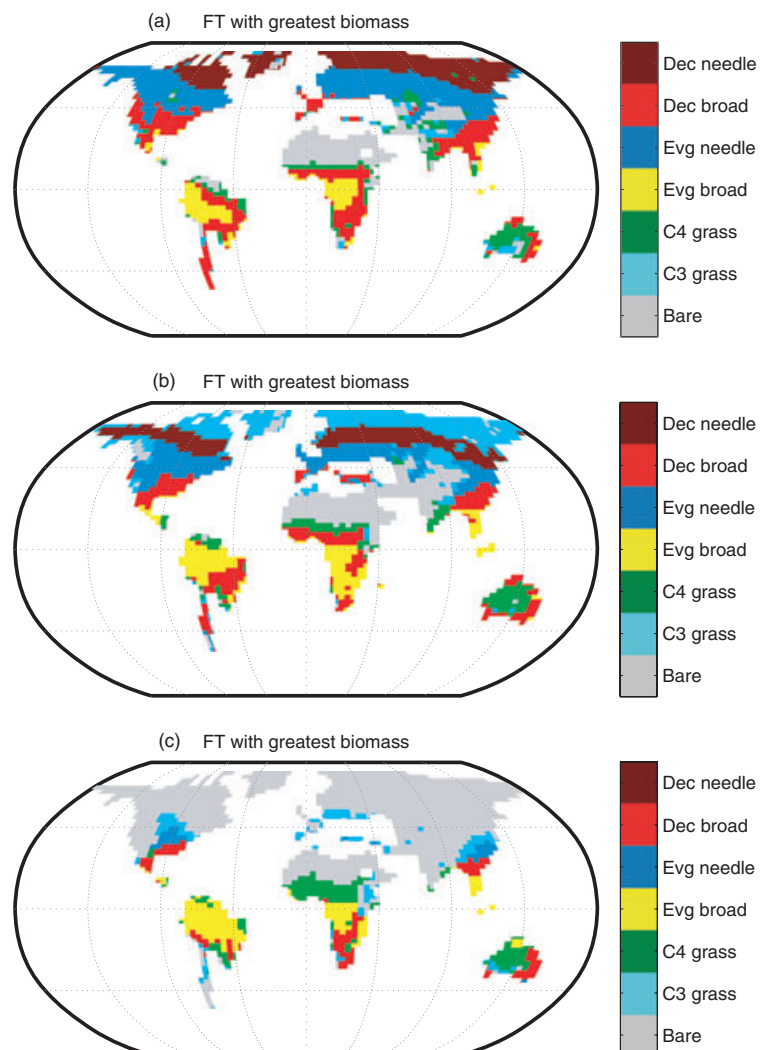 (a) FT with greatest biomass
Dec needle
Dec broad
Evg needle
Evg broad
C4 grass
C3 grass
Bare
(b) FT with greatest biomass
Dec needle
Dec broad
Evg needle
Evg broad
C4 grass
C3 grass
Bare
(c) FT with greatest biomass
Dec needle
Dec broad
Evg needle
Evg broad
C4 grass
C3 grass
Bare